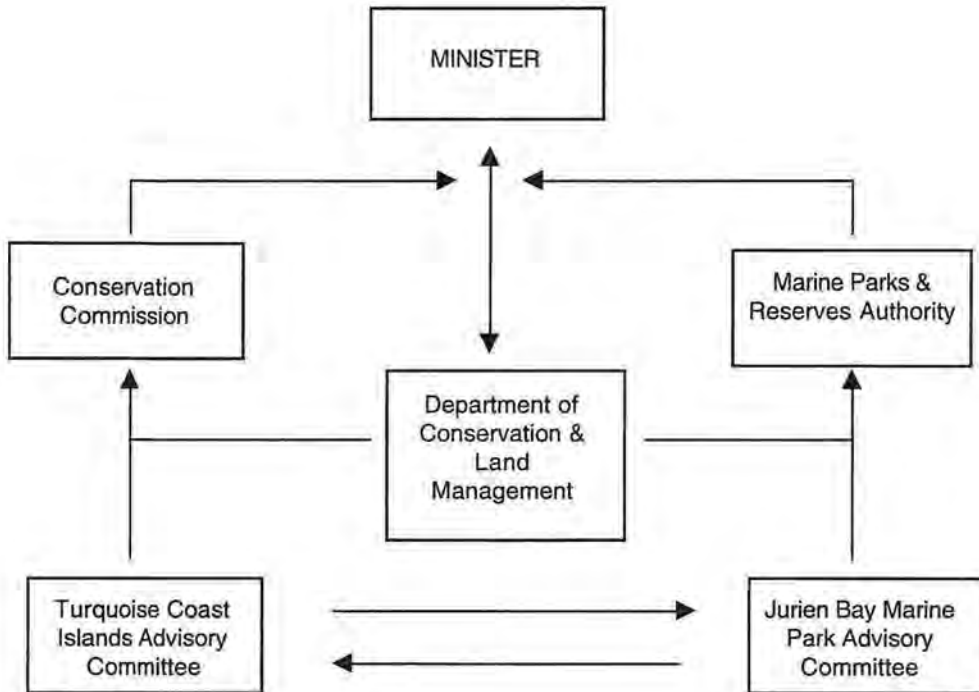 MINISTER
Conservation
Commission
Marine Parks &
Reserves Authority
Department of
Conservation &
Land
Management
Turquoise Coast
Islands Advisory
Committee
Jurien Bay Marine
Park Advisory
Committee